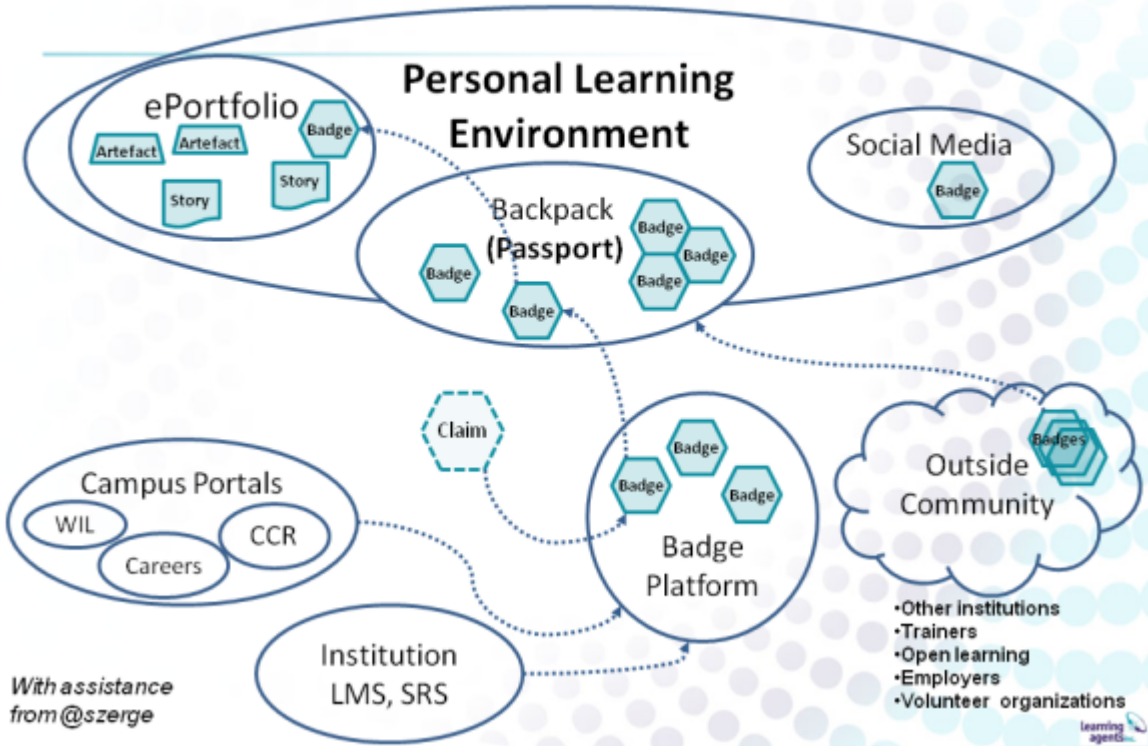 Personal Learning
Environment
ePortfolio
Artefact
Artefact
Badge
Story
Story
Social Media
Badge
Backpack
(Passport)
Badge
Badge
Badge
Badge
Badge
Claim
Campus Portals
WIL
CCR
Careers
Institution
LMS, SRS
Badge
Badge
Badge
Badge
Platform
Badges
Outside
Community
•Other institutions
•Trainers
•Open learning
•Employers
•Volunteer organizations
With assistance
from @szerge
learning
agents